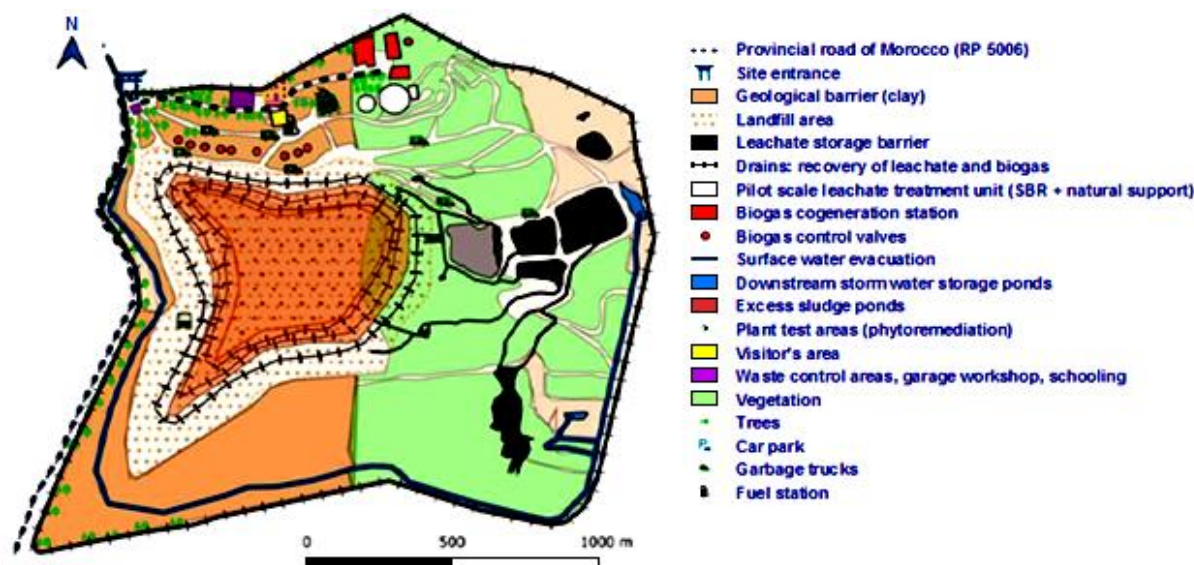 N
Provincial road of Morocco (RP 5006)
Site entrance
Geological barrier (clay)
Landfill area
Leachate storage barrier
Drains: recovery of leachate and biogas
Pilot scale leachate treatment unit (SBR + natural support)
Biogas cogeneration station
Biogas control valves
Surface water evacuation
Downstream storm water storage ponds
Excess sludge ponds
Plant test areas (phytoremediation)
Visitor's area
Waste control areas, garage workshop, schooling
Vegetation
Trees
P Car park
Garbage trucks
Fuel station
0 500 1000 m